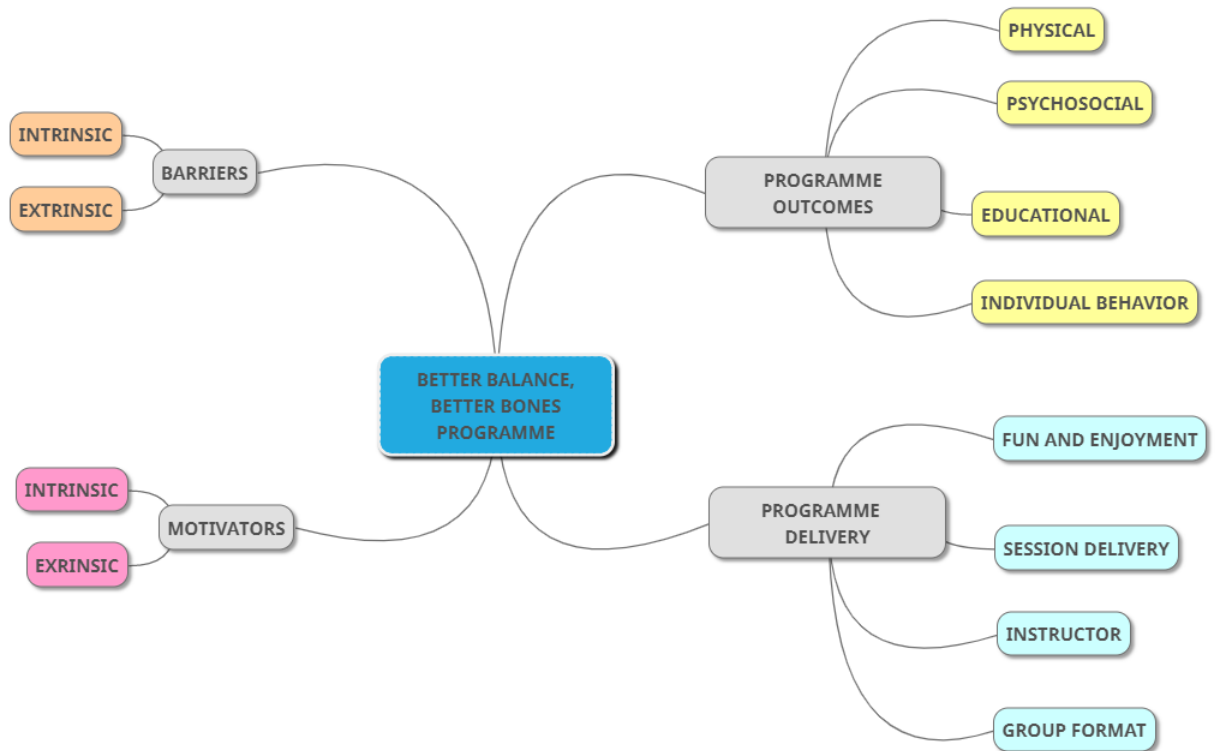 BETTER BALANCE,
BETTER BONES
PROGRAMME
BARRIERS
INTRINSIC
EXTRINSIC
MOTIVATORS
INTRINSIC
EXRINSIC
PROGRAMME
OUTCOMES
PHYSICAL
PSYCHOSOCIAL
EDUCATIONAL
INDIVIDUAL BEHAVIOR
PROGRAMME
DELIVERY
FUN AND ENJOYMENT
SESSION DELIVERY
INSTRUCTOR
GROUP FORMAT